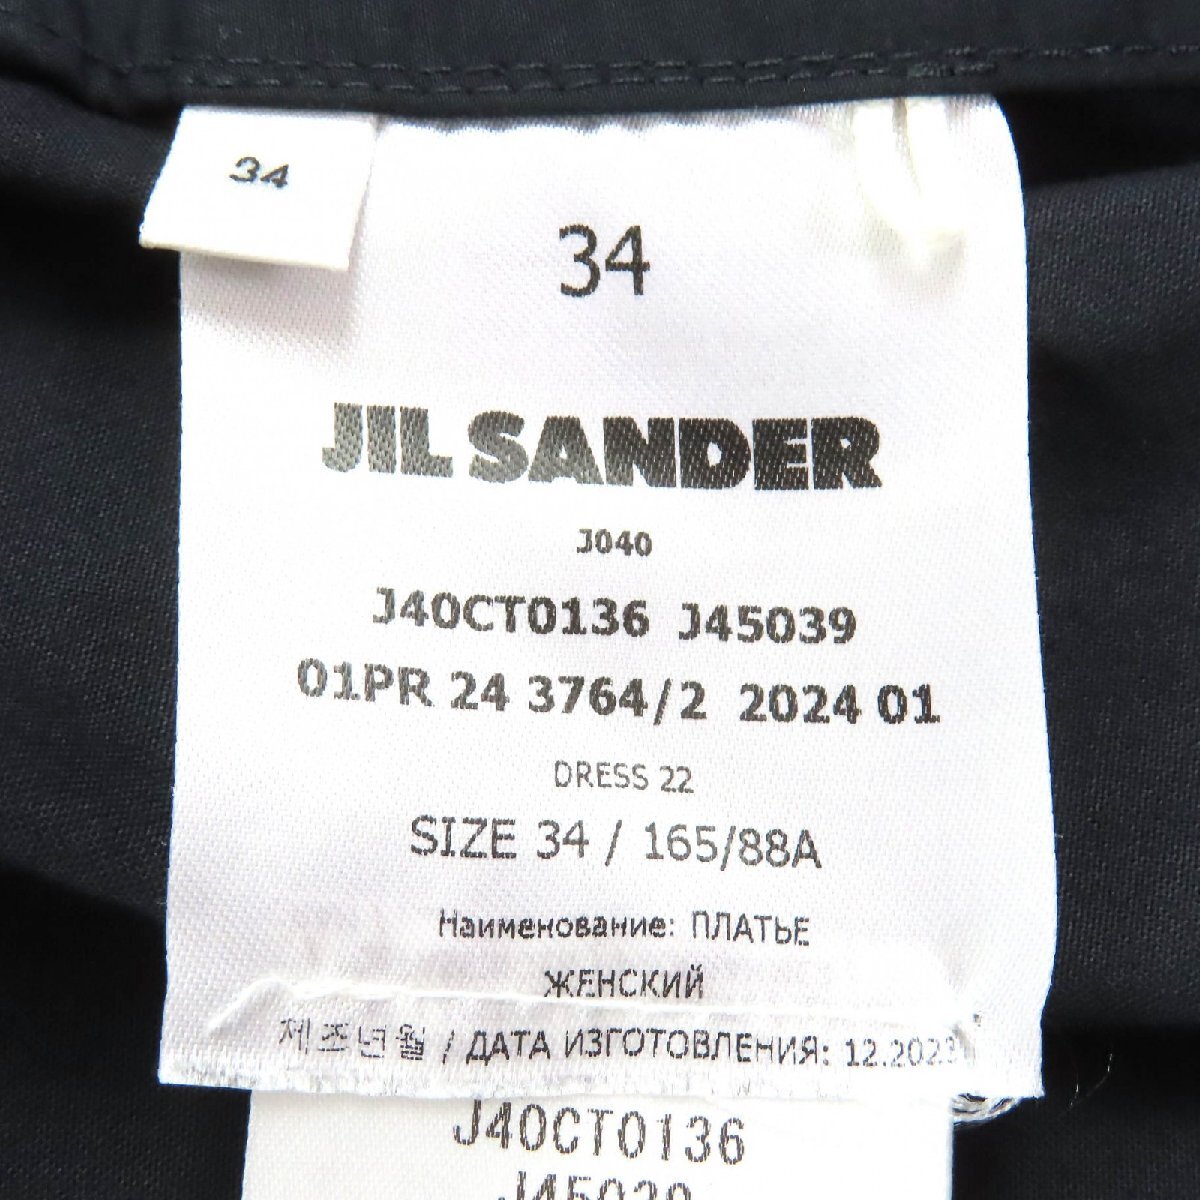 34
34
JIL SANDER
J040
J40CT0136 J45039
01PR 24 3764/2 2024 01
DRESS 22
SIZE 34 / 165/88A
Наименование: ПЛАТЬЕ
ЖЕНСКИЙ
제조년월 / ДАТА ИЗГОТОВЛЕНИЯ: 12.2023
J40CT0136
J45039